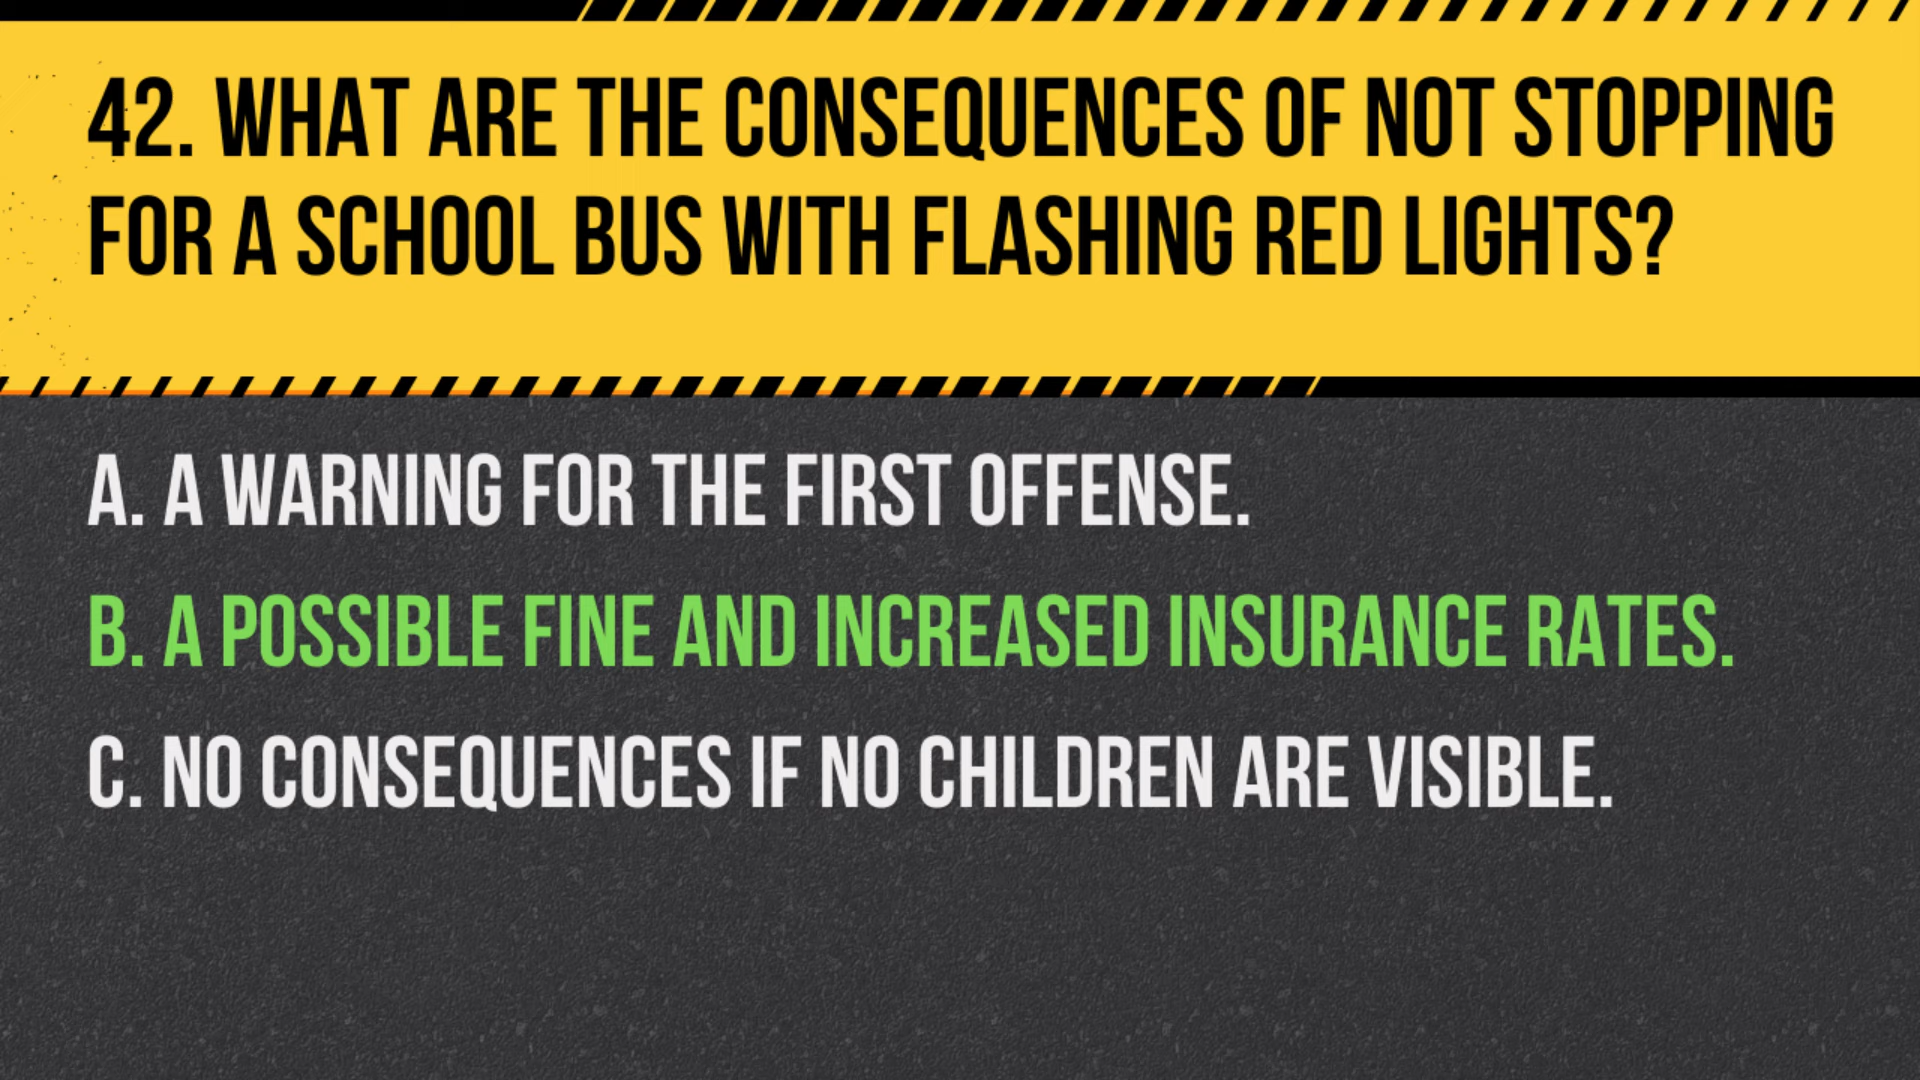 42. WHAT ARE THE CONSEQUENCES OF NOT STOPPING
FOR A SCHOOL BUS WITH FLASHING RED LIGHTS?
A. A WARNING FOR THE FIRST OFFENSE.
B. A POSSIBLE FINE AND INCREASED INSURANCE RATES.
C. NO CONSEQUENCES IF NO CHILDREN ARE VISIBLE.